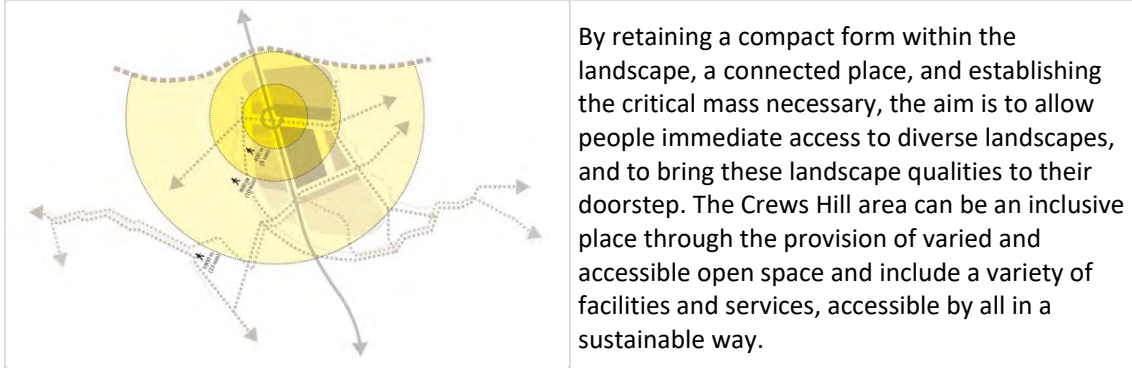 By retaining a compact form within the
landscape, a connected place, and establishing
the critical mass necessary, the aim is to allow
people immediate access to diverse landscapes,
and to bring these landscape qualities to their
doorstep. The Crews Hill area can be an inclusive
place through the provision of varied and
accessible open space and include a variety of
facilities and services, accessible by all in a
sustainable way.